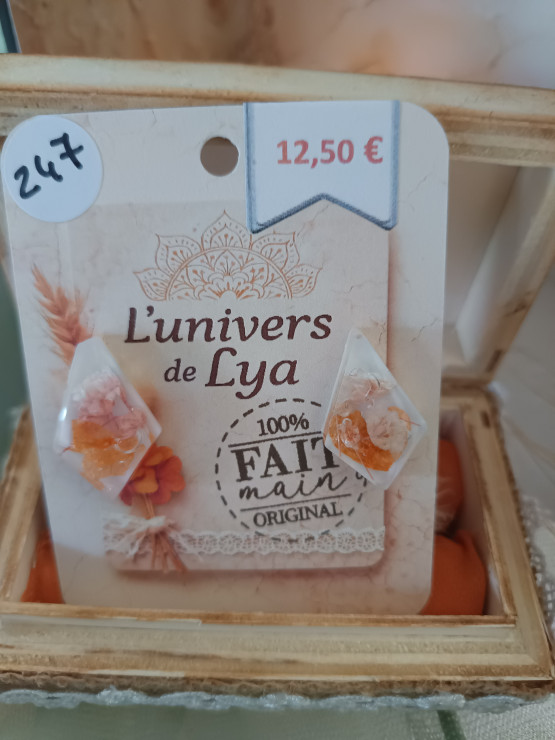 247
12,50 €
L'univers
de Lya
100%
FAIT
main
ORIGINAL